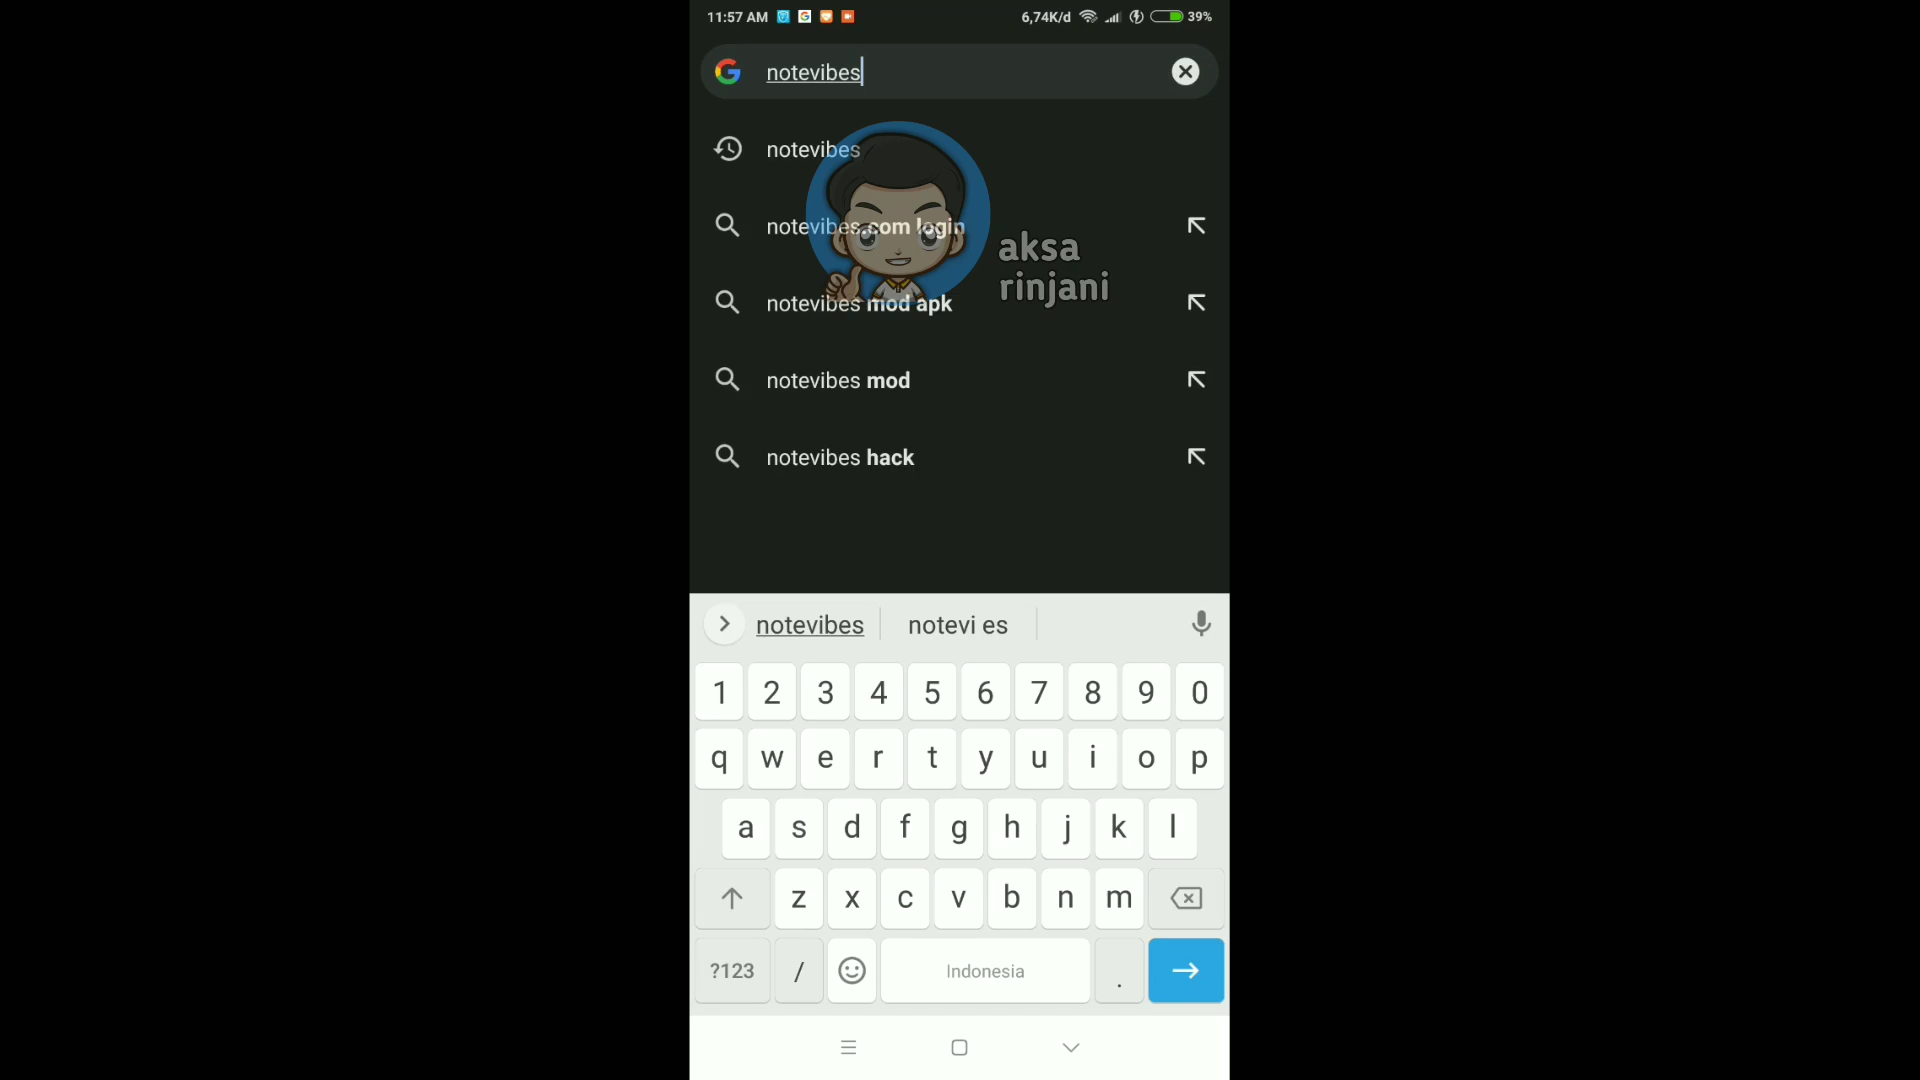 11:57 AM
6,74K/d
39%
notevibes
notevibes
notevibes.com login
aksa
rinjani
notevibes mod apk
notevibes mod
notevibes hack
notevibes
notevi es
1 2 3 4 5 6 7 8 9 0
q w e r t y u i o p
a s d f g h j k l
z x c v b n m
?123 / Indonesia .